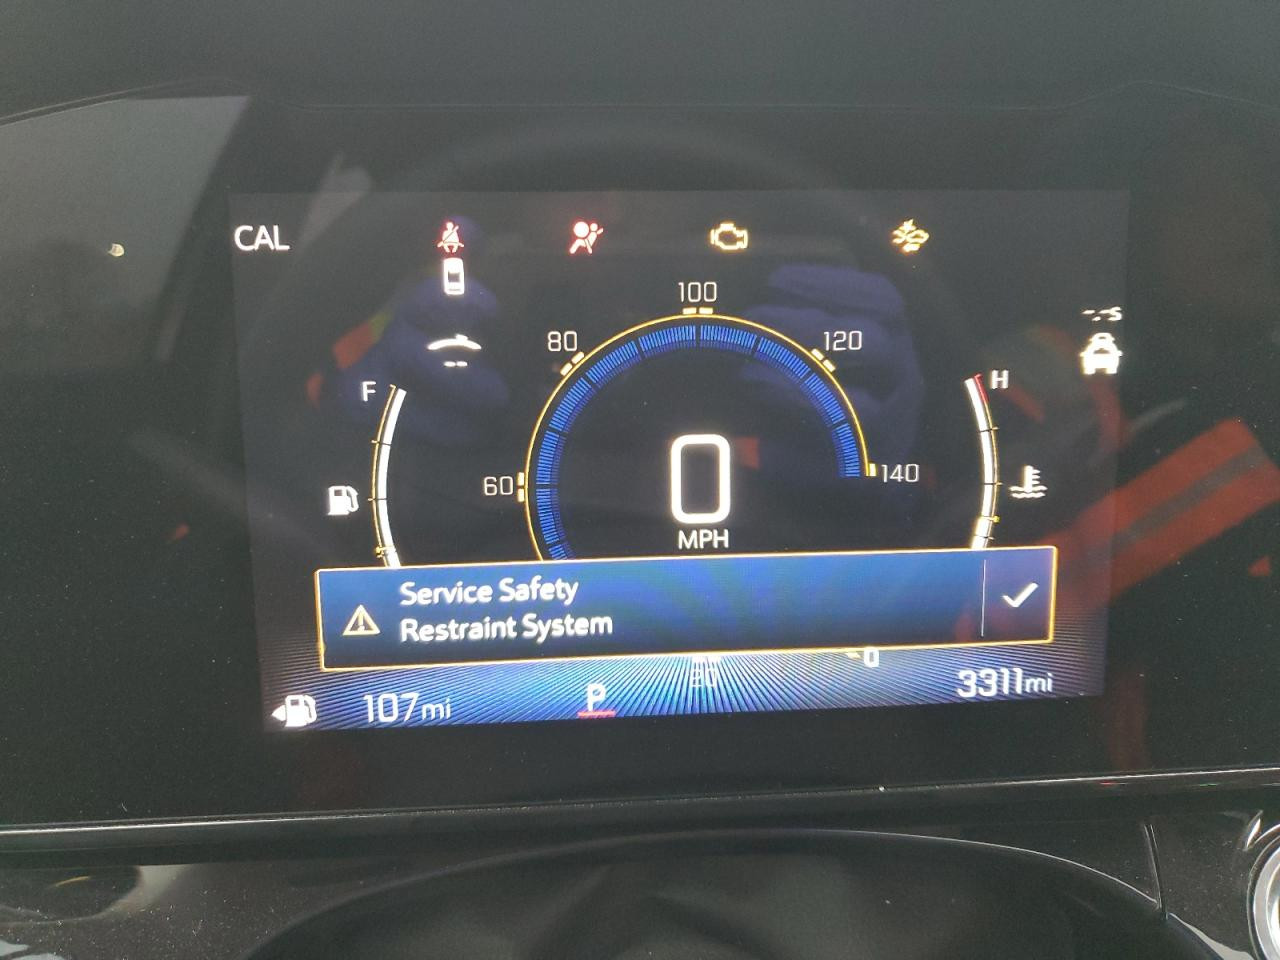 CAL
100
80
120
F
H
60
140
0
MPH
Service Safety
Restraint System
107mi
P
3311mi